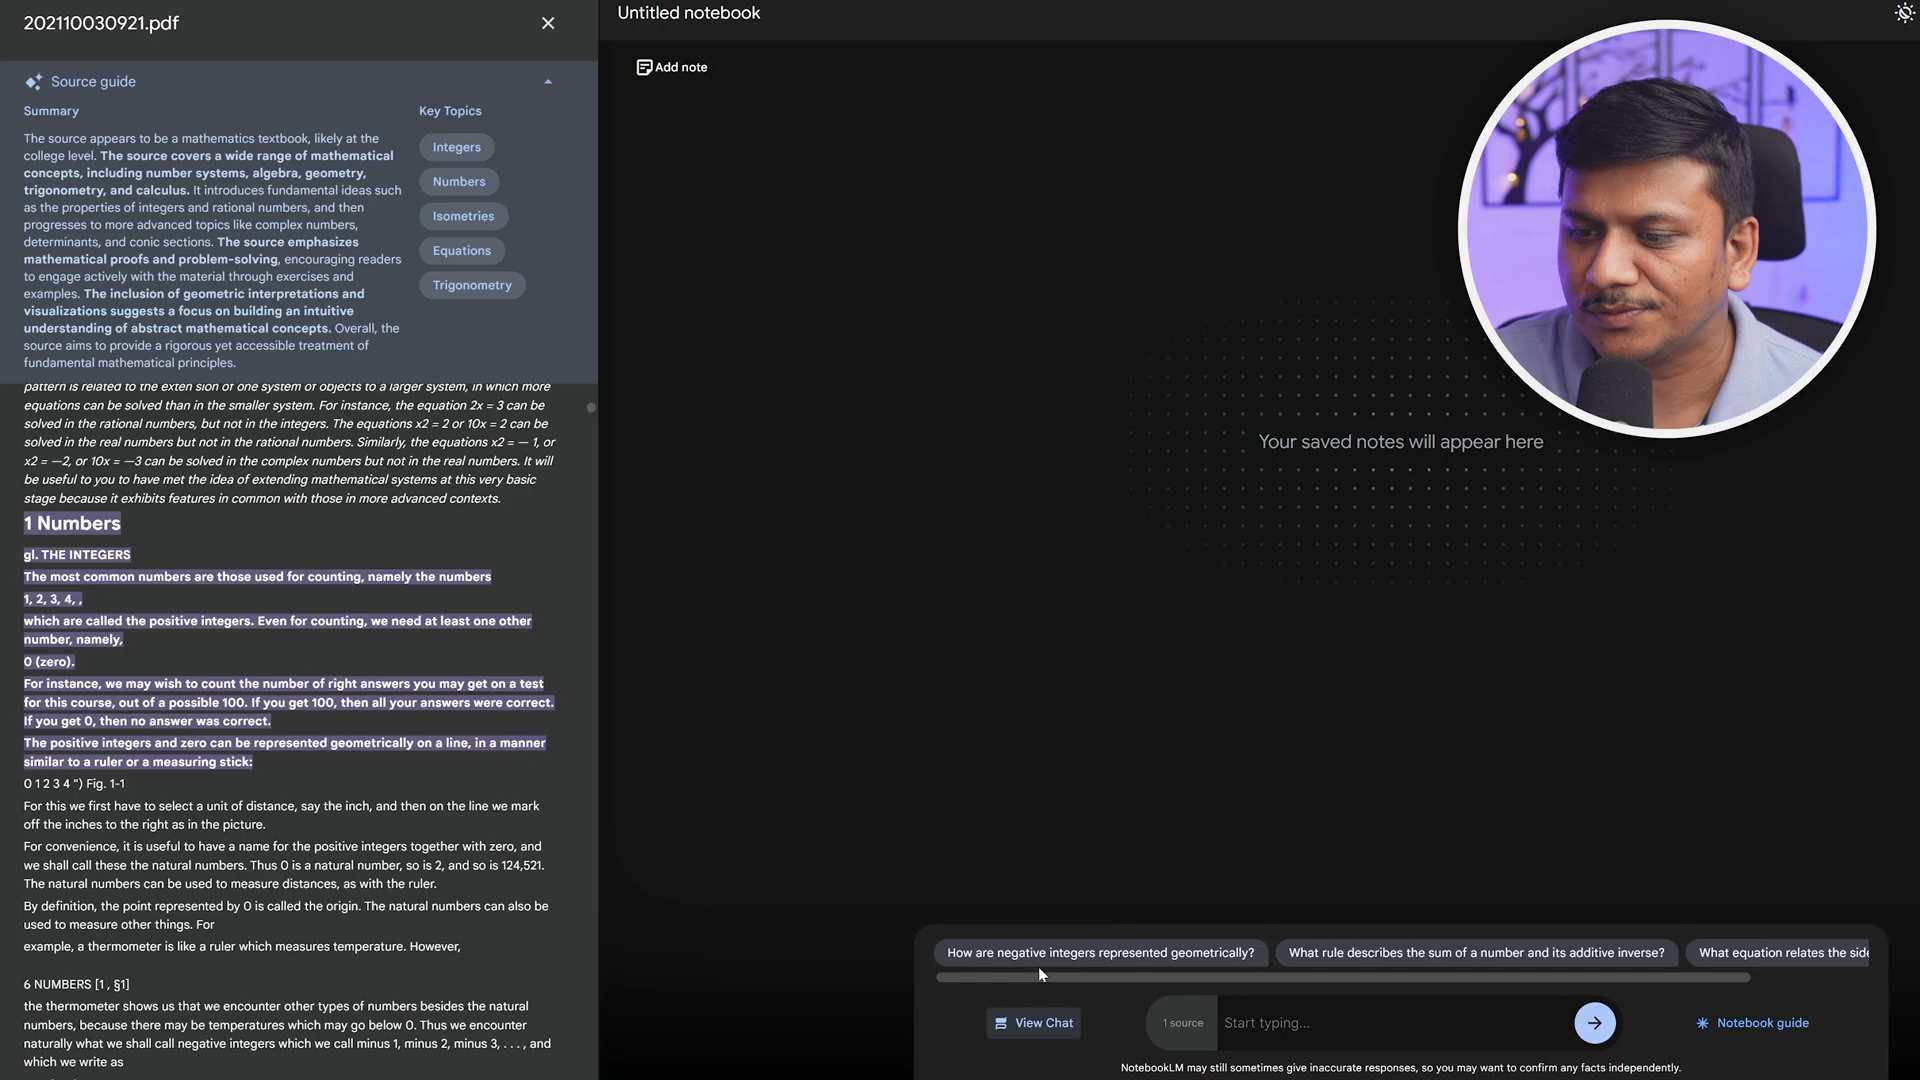 202110030921.pdf
Source guide
Summary
The source appears to be a mathematics textbook, likely at the
college level. The source covers a wide range of mathematical
concepts, including number systems, algebra, geometry,
trigonometry, and calculus. It introduces fundamental ideas such
as the properties of integers and rational numbers, and then
progresses to more advanced topics like complex numbers,
determinants, and conic sections. The source emphasizes
mathematical proofs and problem-solving, encouraging readers
to engage actively with the material through exercises and
examples. The inclusion of geometric interpretations and
visualizations suggests a focus on building an intuitive
understanding of abstract mathematical concepts. Overall, the
source aims to provide a rigorous yet accessible treatment of
fundamental mathematical principles.
Key Topics
Integers
Numbers
Isometries
Equations
Trigonometry
pattern is related to the exten sion of one system of objects to a larger system, in which more
equations can be solved than in the smaller system. For instance, the equation 2x = 3 can be
solved in the rational numbers, but not in the integers. The equations x2 = 2 or 10x = 2 can be
solved in the real numbers but not in the rational numbers. Similarly, the equations x2 = — 1, or
x2 = —2, or 10x = —3 can be solved in the complex numbers but not in the real numbers. It will
be useful to you to have met the idea of extending mathematical systems at this very basic
stage because it exhibits features in common with those in more advanced contexts.
1 Numbers
gl. THE INTEGERS
The most common numbers are those used for counting, namely the numbers
1, 2, 3, 4, ,
which are called the positive integers. Even for counting, we need at least one other
number, namely,
0 (zero).
For instance, we may wish to count the number of right answers you may get on a test
for this course, out of a possible 100. If you get 100, then all your answers were correct.
If you get 0, then no answer was correct.
The positive integers and zero can be represented geometrically on a line, in a manner
similar to a ruler or a measuring stick:
0 1 2 3 4 ") Fig. 1-1
For this we first have to select a unit of distance, say the inch, and then on the line we mark
off the inches to the right as in the picture.
For convenience, it is useful to have a name for the positive integers together with zero, and
we shall call these the natural numbers. Thus 0 is a natural number, so is 2, and so is 124,521.
The natural numbers can be used to measure distances, as with the ruler.
By definition, the point represented by 0 is called the origin. The natural numbers can also be
used to measure other things. For
example, a thermometer is like a ruler which measures temperature. However,
6 NUMBERS [1 , §1]
the thermometer shows us that we encounter other types of numbers besides the natural
numbers, because there may be temperatures which may go below 0. Thus we encounter
naturally what we shall call negative integers which we call minus 1, minus 2, minus 3, . . . , and
which we write as
Untitled notebook
Add note
Your saved notes will appear here
How are negative integers represented geometrically?
What rule describes the sum of a number and its additive inverse?
What equation relates the side
View Chat
1 source
Start typing...
Notebook guide
NotebookLM may still sometimes give inaccurate responses, so you may want to confirm any facts independently.